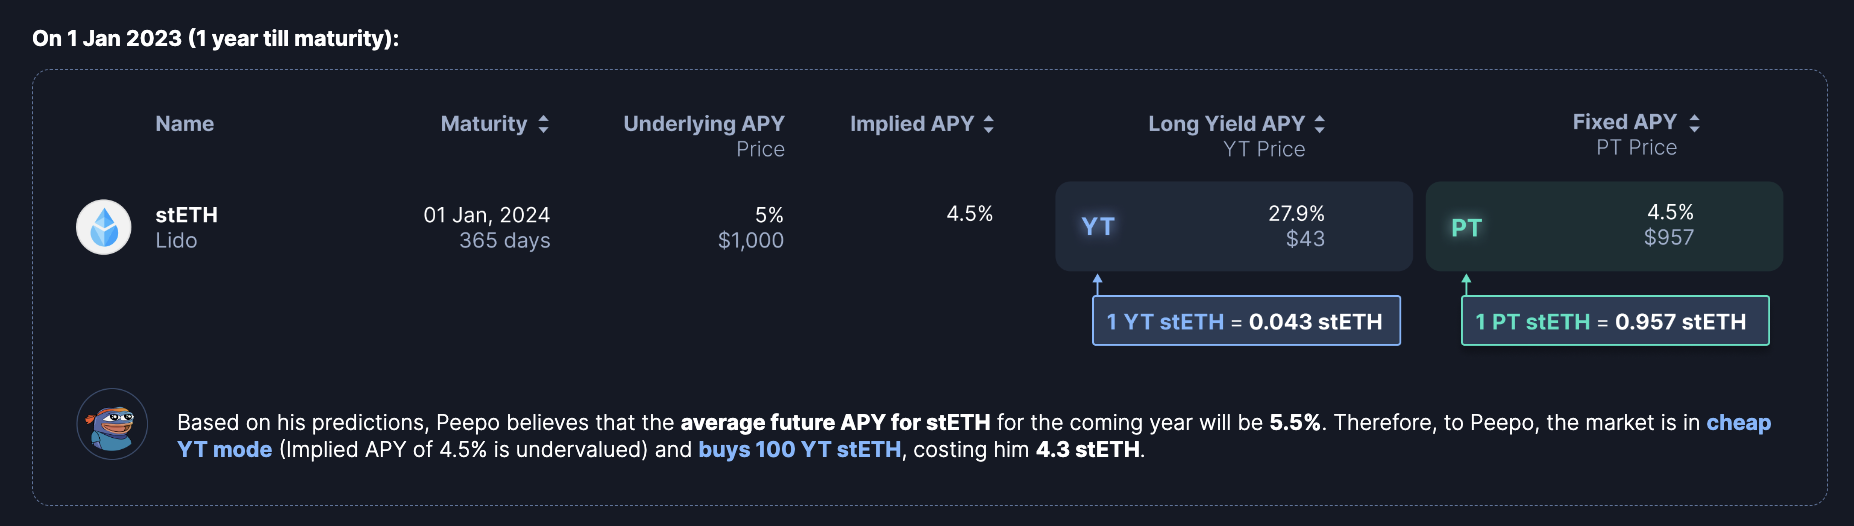 On 1 Jan 2023 (1 year till maturity):
Name Maturity Underlying APY Implied APY Long Yield APY Fixed APY
Price YT Price PT Price
stETH 01 Jan, 2024 5% 4.5% YT 27.9% PT 4.5%
Lido 365 days $1,000 $43 $957
1 YT stETH = 0.043 stETH 1 PT stETH = 0.957 stETH
Based on his predictions, Peepo believes that the average future APY for stETH for the coming year will be 5.5%. Therefore, to Peepo, the market is in cheap
YT mode (Implied APY of 4.5% is undervalued) and buys 100 YT stETH, costing him 4.3 stETH.